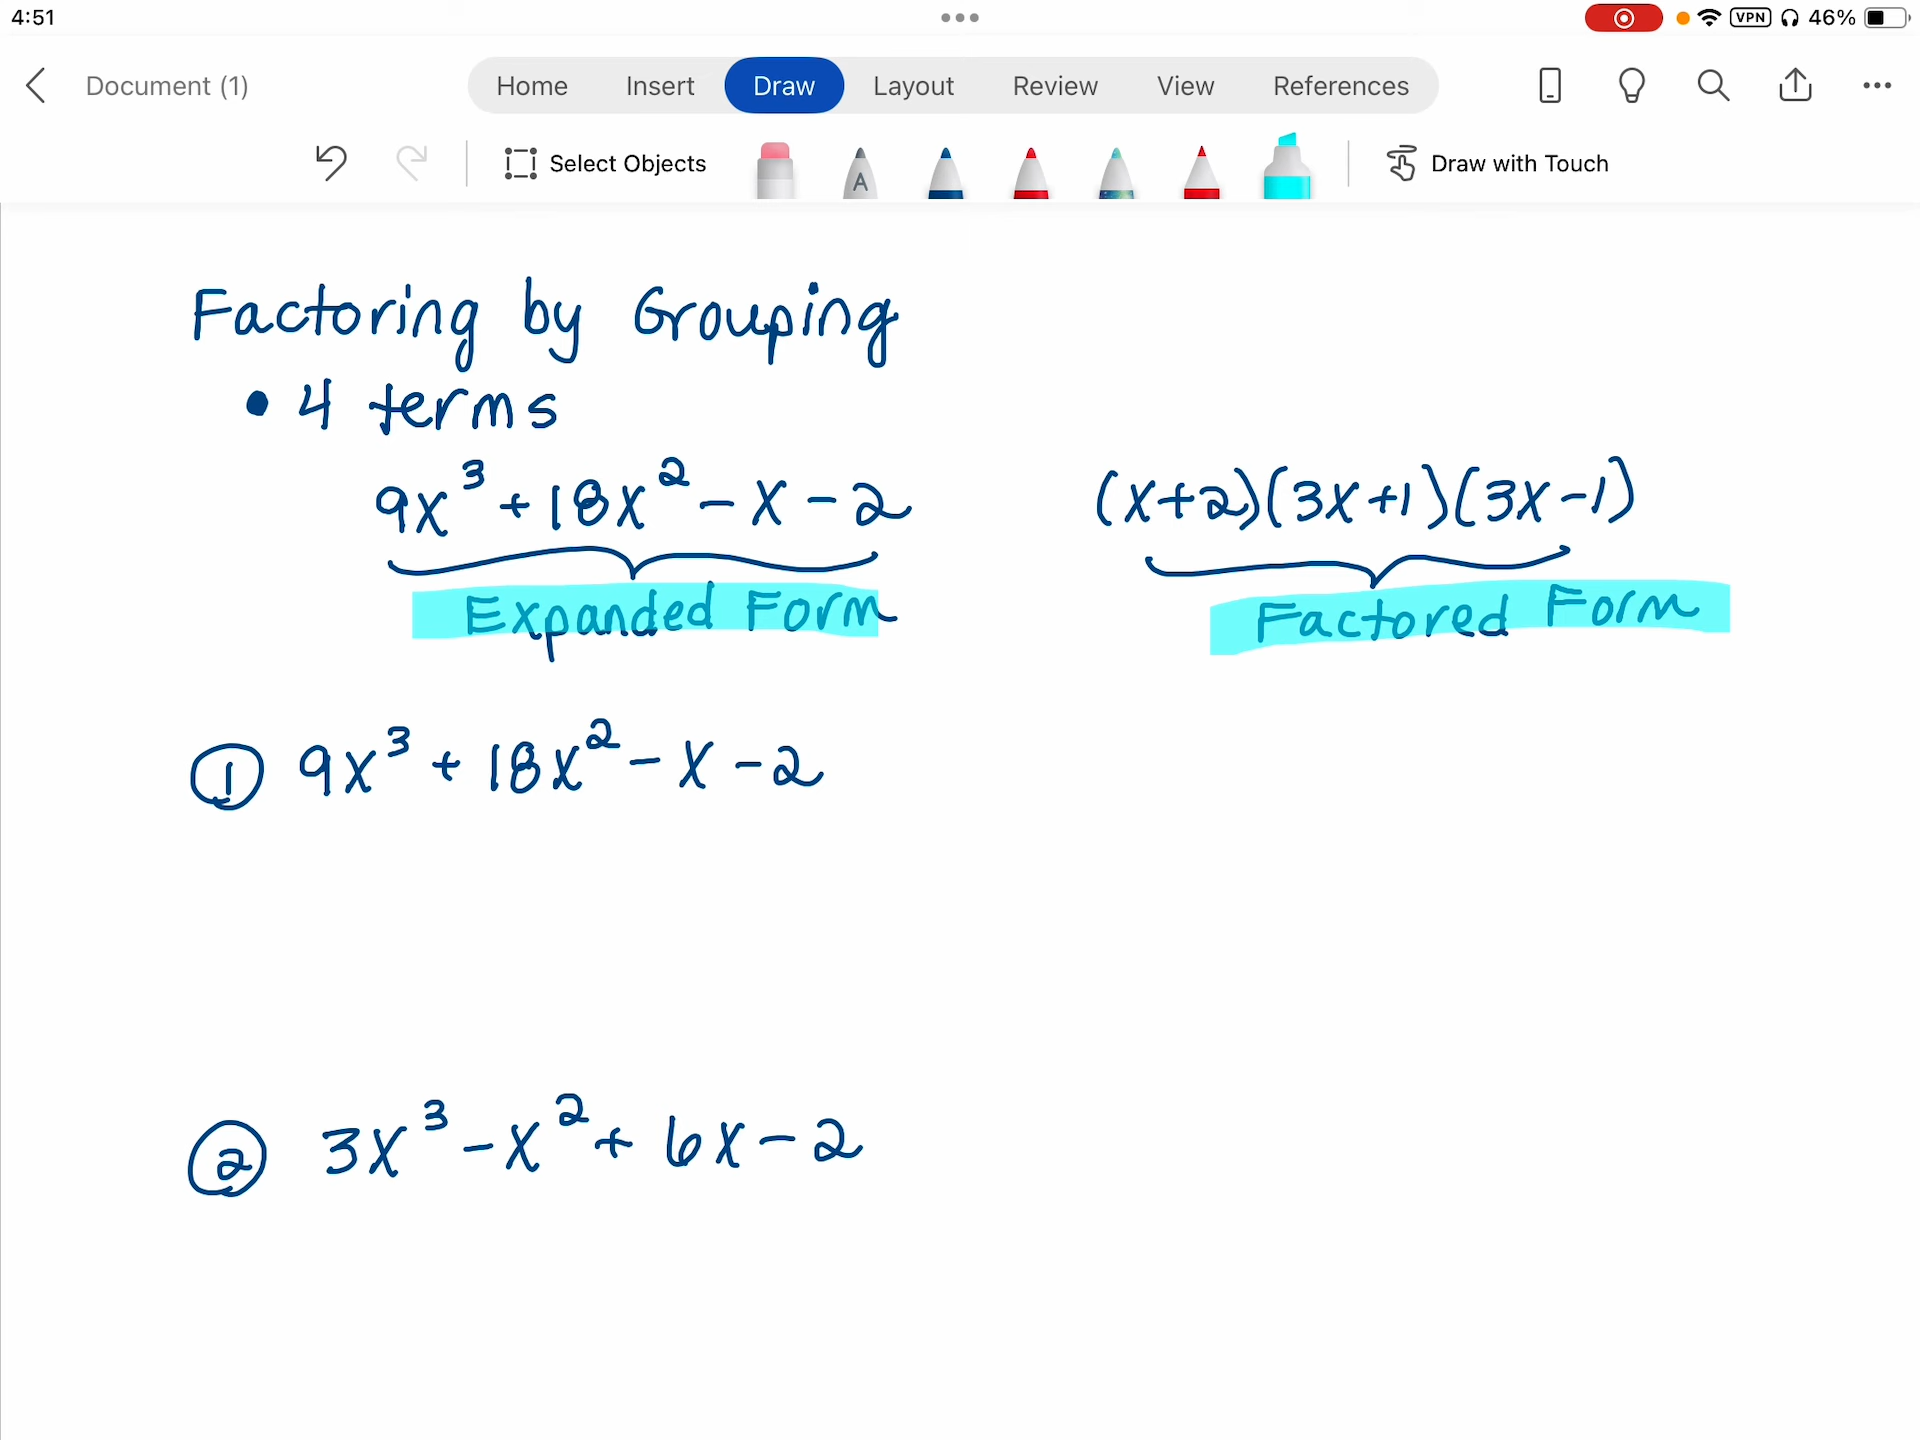 4:51
VPN 46%
Document (1)
Home Insert Draw Layout Review View References
Select Objects
A
Draw with Touch
Factoring by Grouping
• 4 terms
9x³ + 18x² - x - 2 (x+2)(3x+1)(3x-1)
Expanded Form Factored Form
① 9x³ + 18x² - x - 2
② 3x³ - x² + 6x - 2